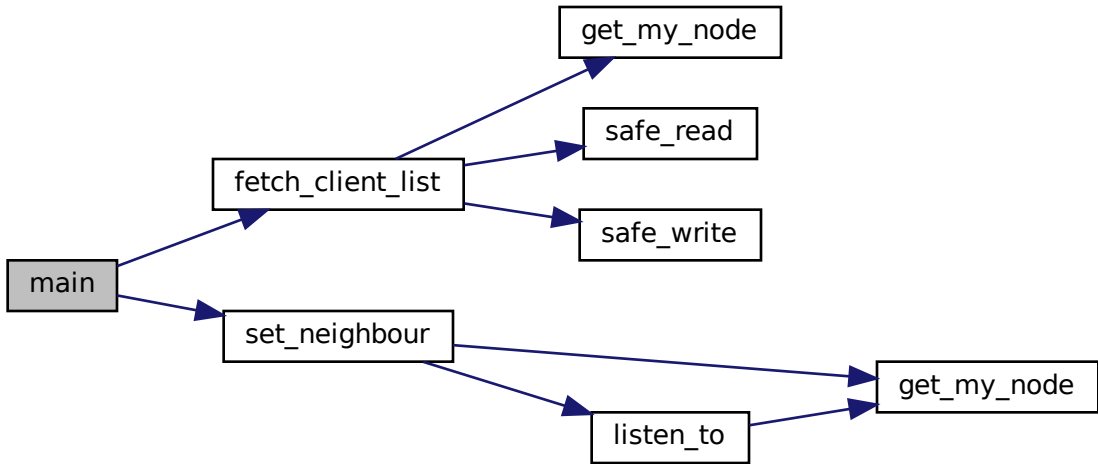 get_my_node
safe_read
fetch_client_list
safe_write
main
set_neighbour
get_my_node
listen_to